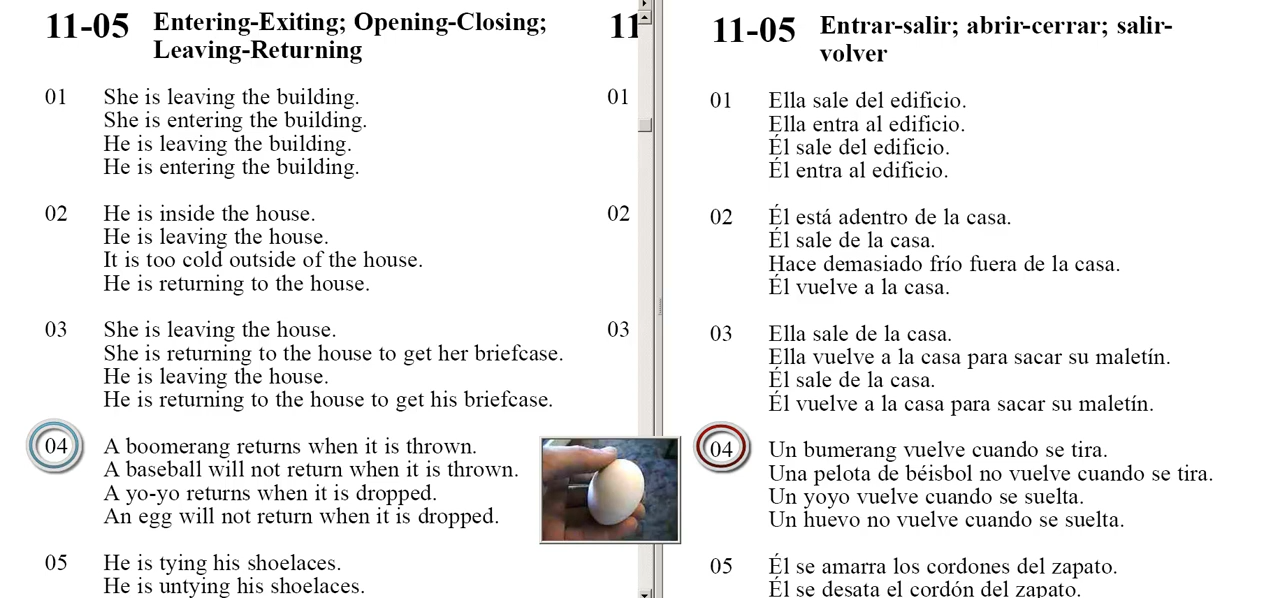 11-05 Entering-Exiting; Opening-Closing;
Leaving-Returning
01 She is leaving the building.
She is entering the building.
He is leaving the building.
He is entering the building.
02 He is inside the house.
He is leaving the house.
It is too cold outside of the house.
He is returning to the house.
03 She is leaving the house.
She is returning to the house to get her briefcase.
He is leaving the house.
He is returning to the house to get his briefcase.
04 A boomerang returns when it is thrown.
A baseball will not return when it is thrown.
A yo-yo returns when it is dropped.
An egg will not return when it is dropped.
05 He is tying his shoelaces.
He is untying his shoelaces.
11
01
02
03
11-05 Entrar-salir; abrir-cerrar; salir-
volver
01 Ella sale del edificio.
Ella entra al edificio.
Él sale del edificio.
Él entra al edificio.
02 Él está adentro de la casa.
Él sale de la casa.
Hace demasiado frío fuera de la casa.
Él vuelve a la casa.
03 Ella sale de la casa.
Ella vuelve a la casa para sacar su maletín.
Él sale de la casa.
Él vuelve a la casa para sacar su maletín.
04 Un bumerang vuelve cuando se tira.
Una pelota de béisbol no vuelve cuando se tira.
Un yoyo vuelve cuando se suelta.
Un huevo no vuelve cuando se suelta.
05 Él se amarra los cordones del zapato.
Él se desata el cordón del zapato.